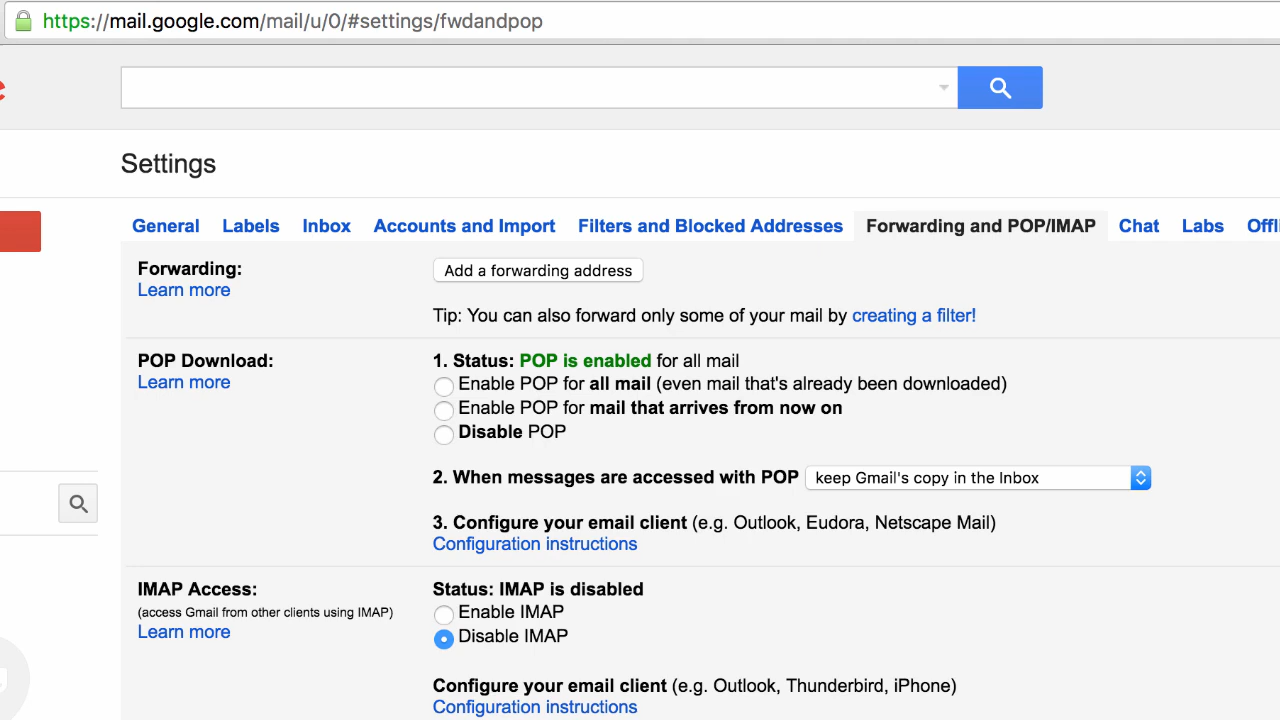 https://mail.google.com/mail/u/0/#settings/fwdandpop
Settings
General Labels Inbox Accounts and Import Filters and Blocked Addresses Forwarding and POP/IMAP Chat Labs
Forwarding: Add a forwarding address
Learn more
Tip: You can also forward only some of your mail by creating a filter!
POP Download: 1. Status: POP is enabled for all mail
Learn more Enable POP for all mail (even mail that's already been downloaded)
Enable POP for mail that arrives from now on
Disable POP
2. When messages are accessed with POP keep Gmail's copy in the Inbox
3. Configure your email client (e.g. Outlook, Eudora, Netscape Mail)
Configuration instructions
IMAP Access: Status: IMAP is disabled
(access Gmail from other clients using IMAP) Enable IMAP
Learn more Disable IMAP
Configure your email client (e.g. Outlook, Thunderbird, iPhone)
Configuration instructions